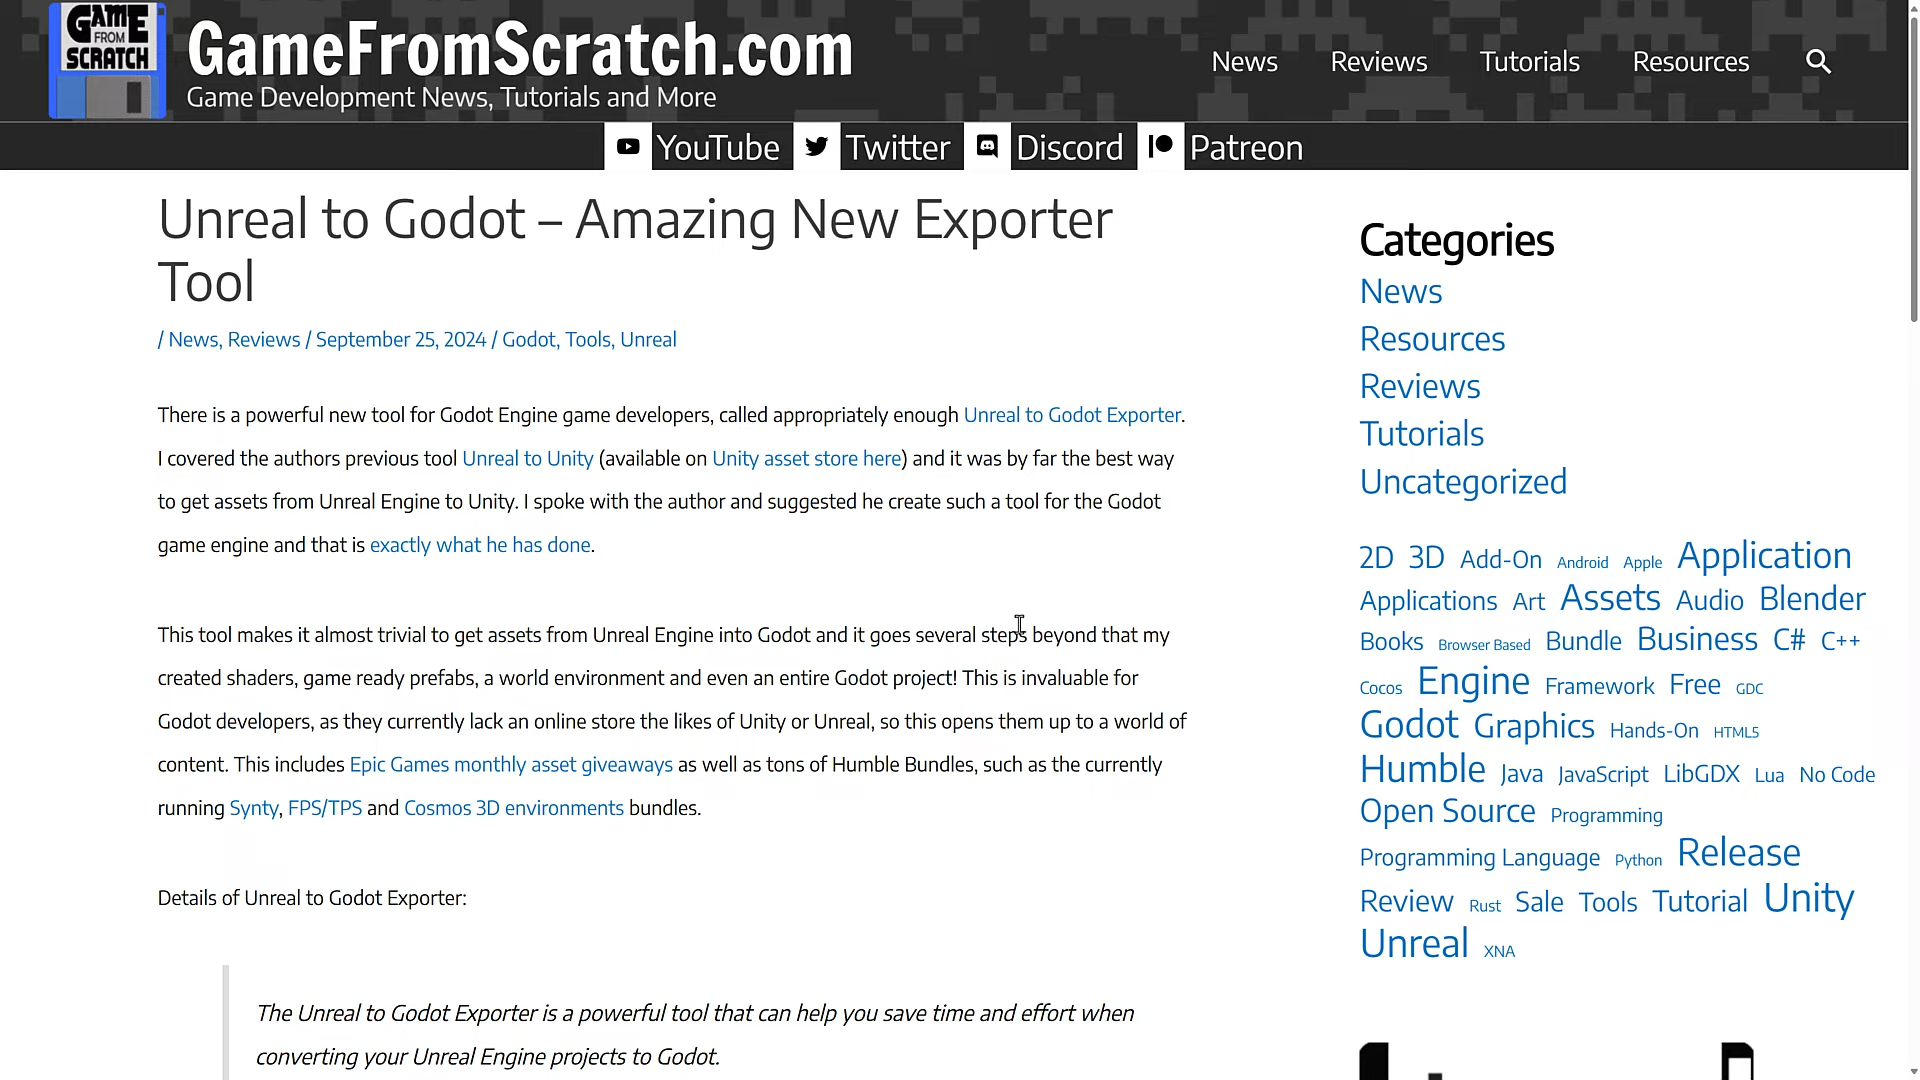 GAME
FROM
SCRATCH
GameFromScratch.com
Game Development News, Tutorials and More
News Reviews Tutorials Resources
YouTube Twitter Discord Patreon
Unreal to Godot – Amazing New Exporter
Tool
/ News, Reviews / September 25, 2024 / Godot, Tools, Unreal
There is a powerful new tool for Godot Engine game developers, called appropriately enough Unreal to Godot Exporter.
I covered the authors previous tool Unreal to Unity (available on Unity asset store here) and it was by far the best way
to get assets from Unreal Engine to Unity. I spoke with the author and suggested he create such a tool for the Godot
game engine and that is exactly what he has done.
This tool makes it almost trivial to get assets from Unreal Engine into Godot and it goes several steps beyond that my
created shaders, game ready prefabs, a world environment and even an entire Godot project! This is invaluable for
Godot developers, as they currently lack an online store the likes of Unity or Unreal, so this opens them up to a world of
content. This includes Epic Games monthly asset giveaways as well as tons of Humble Bundles, such as the currently
running Synty, FPS/TPS and Cosmos 3D environments bundles.
Details of Unreal to Godot Exporter:
The Unreal to Godot Exporter is a powerful tool that can help you save time and effort when
converting your Unreal Engine projects to Godot.
Categories
News
Resources
Reviews
Tutorials
Uncategorized
2D 3D Add-On Android Apple Application
Applications Art Assets Audio Blender
Books Browser Based Bundle Business C# C++
Cocos Engine Framework Free GDC
Godot Graphics Hands-On HTML5
Humble Java JavaScript LibGDX Lua No Code
Open Source Programming
Programming Language Python Release
Review Rust Sale Tools Tutorial Unity
Unreal XNA